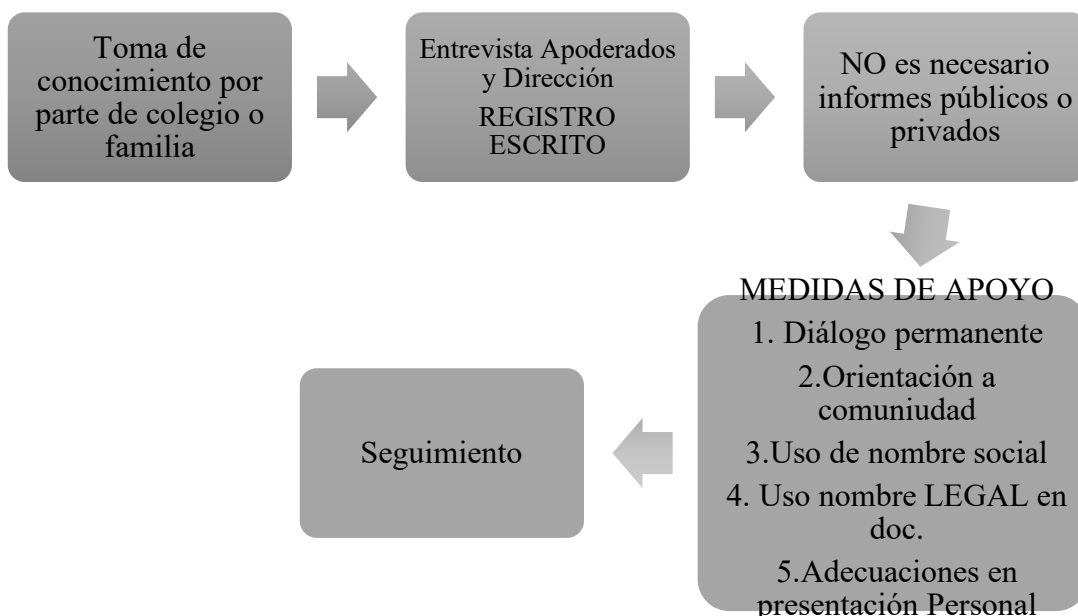 Toma de
conocimiento por
parte de colegio o
familia
Entrevista Apoderados
y Dirección
REGISTRO
ESCRITO
NO es necesario
informes públicos o
privados
MEDIDAS DE APOYO
1. Diálogo permanente
2.Orientación a
comuniudad
3.Uso de nombre social
4. Uso nombre LEGAL en
doc.
5.Adecuaciones en
presentación Personal
Seguimiento